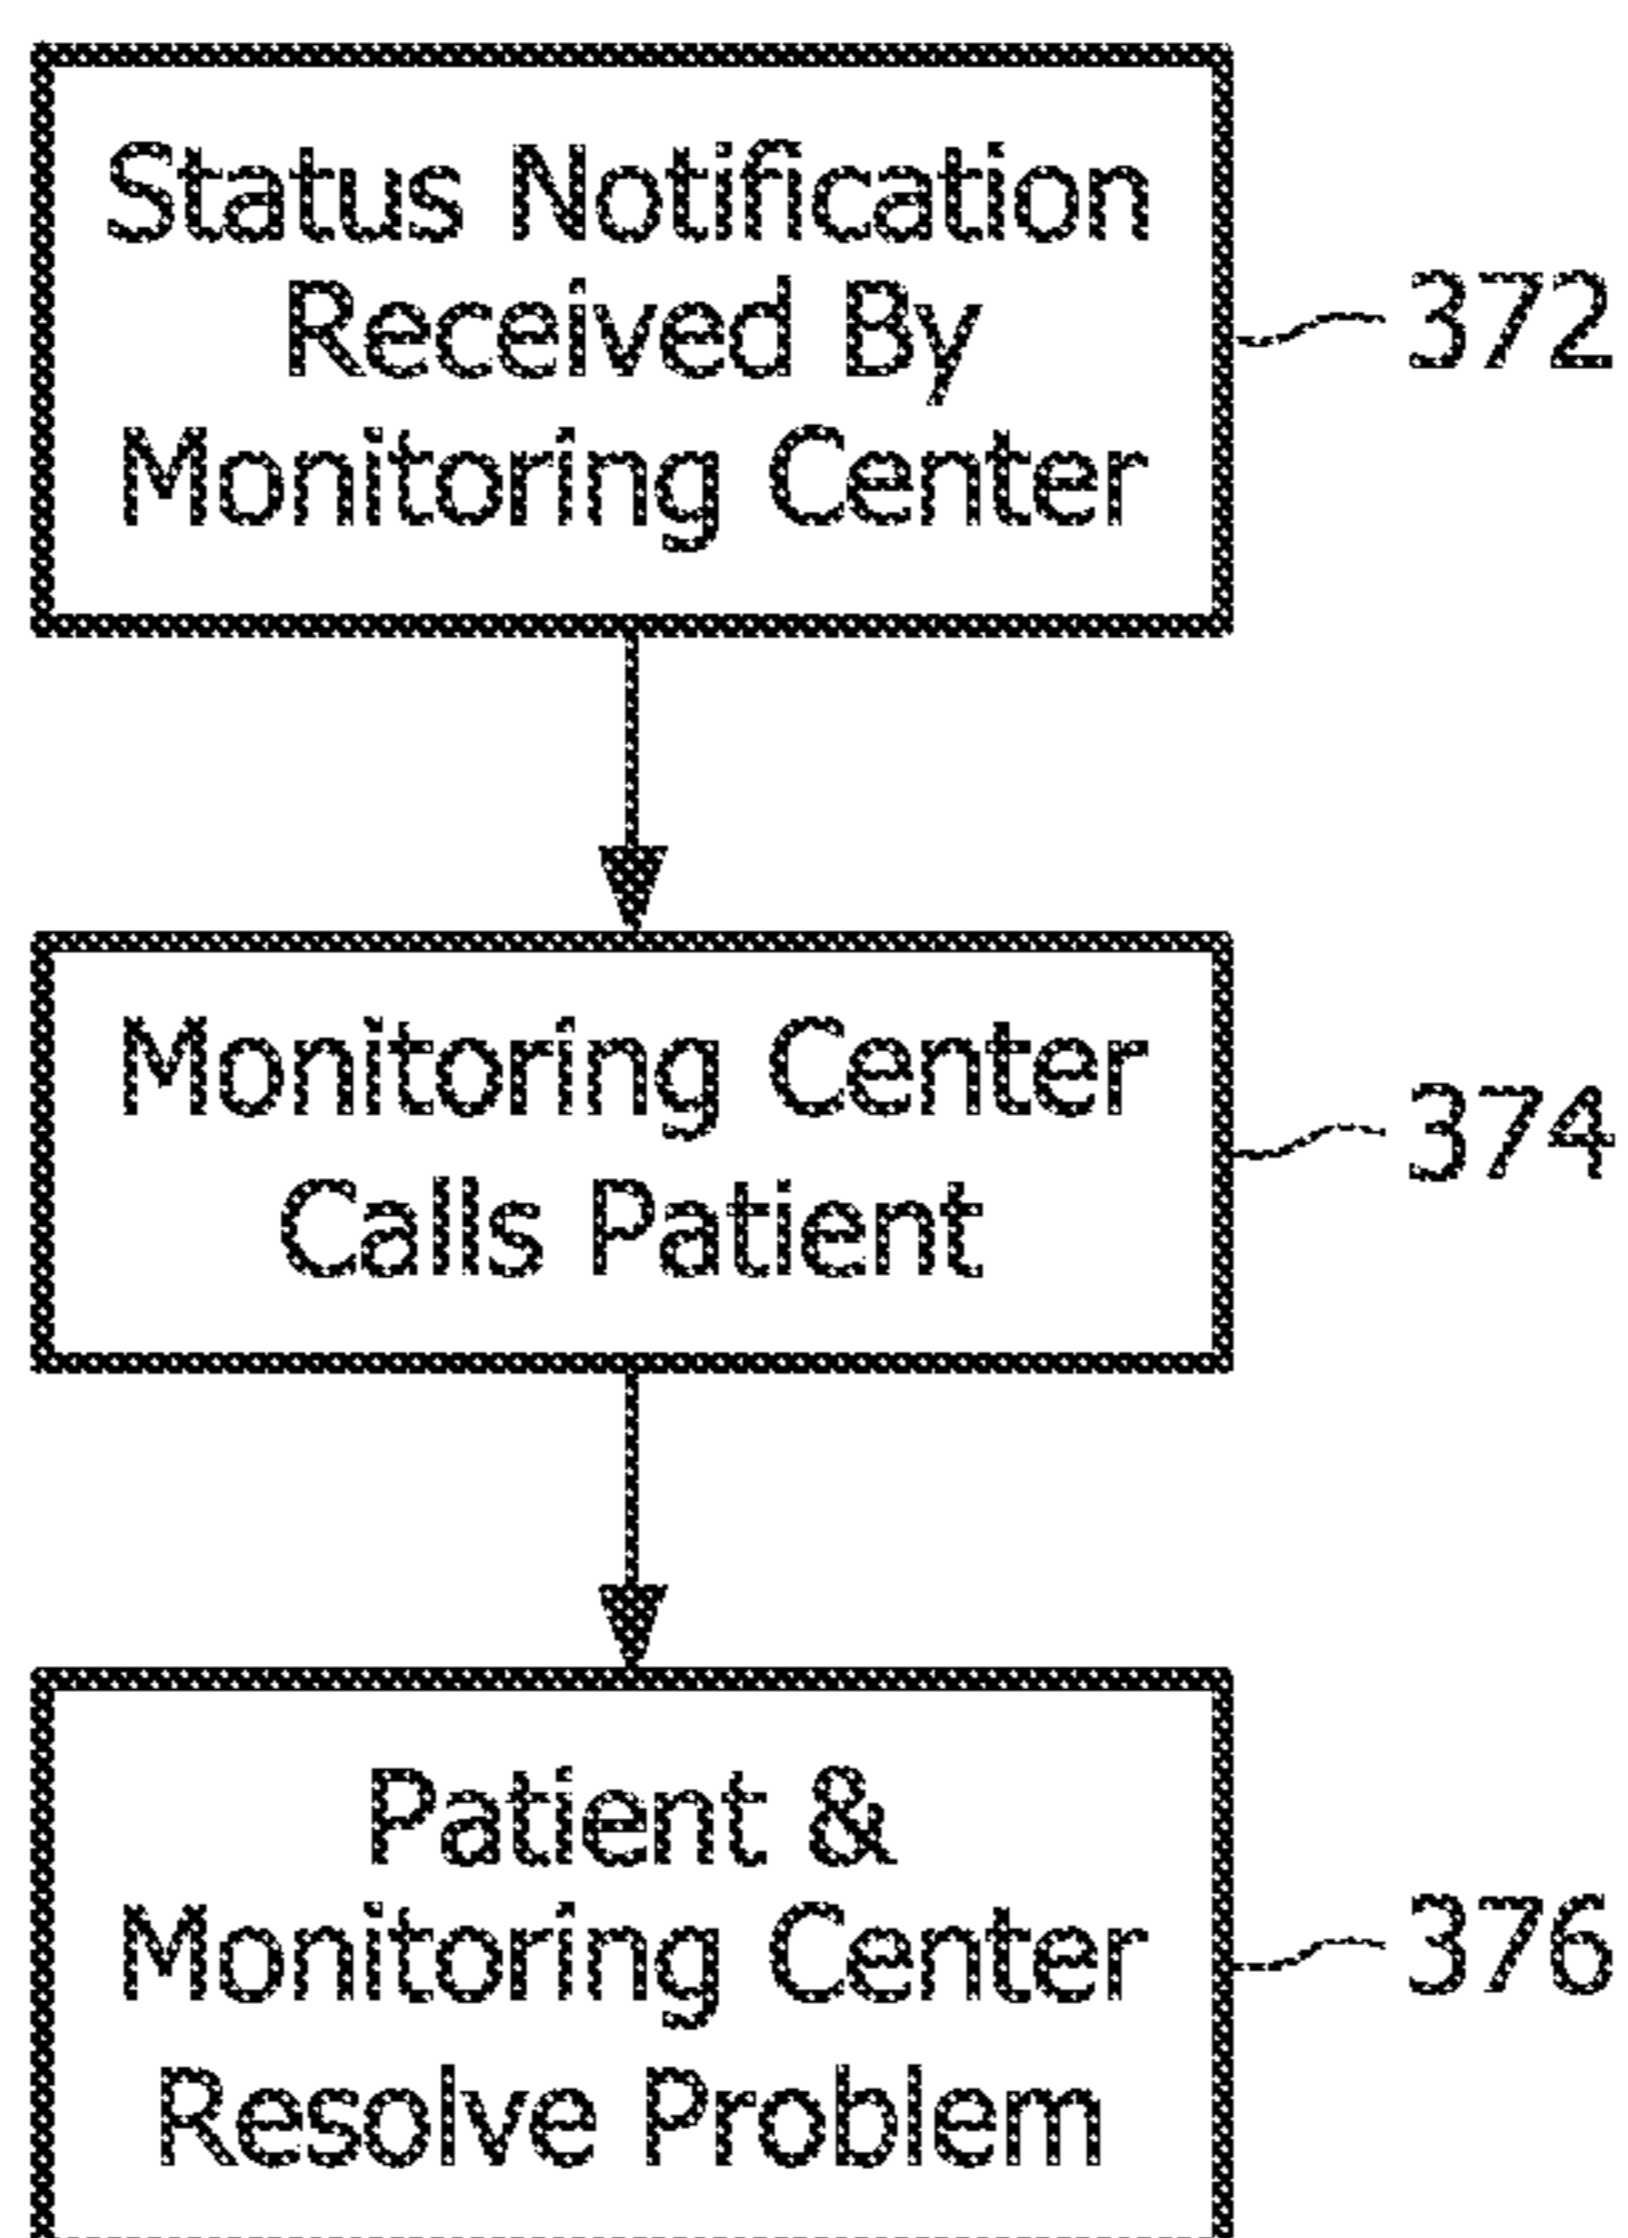 Status Notification
Received By
Monitoring Center
372
Monitoring Center
Calls Patient
374
Patient &
Monitoring Center
Resolve Problem
376